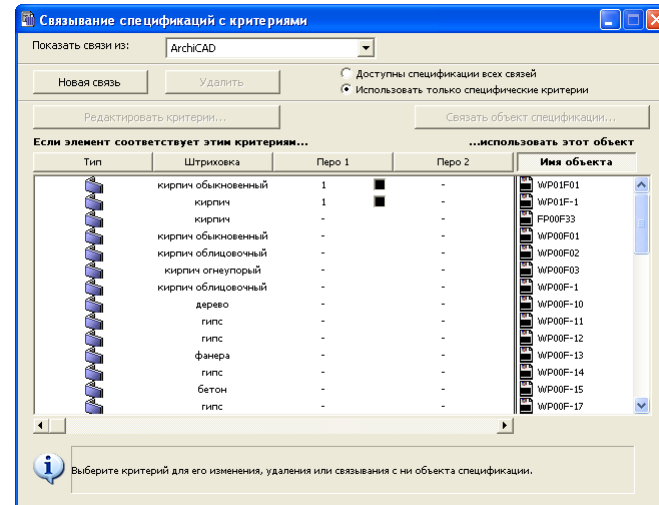 Связывание спецификаций с критериями
Показать связи из:
ArchiCAD
Новая связь
Удалить
Доступны спецификации всех связей
Использовать только специфические критерии
Редактировать критерии...
Связать объект спецификации...
Если элемент соответствует этим критериям...
...использовать этот объект
Тип Штриховка Перо 1 Перо 2 Имя объекта
кирпич обыкновенный 1 - WP01F01
кирпич 1 - WP01F-1
кирпич - - FP00F33
кирпич обыкновенный - - WP00F01
кирпич облицовочный - - WP00F02
кирпич огнеупорый - - WP00F03
кирпич облицовочный - - WP00F-1
дерево - - WP00F-10
гипс - - WP00F-11
гипс - - WP00F-12
фанера - - WP00F-13
гипс - - WP00F-14
бетон - - WP00F-15
гипс - - WP00F-17
Выберите критерий для его изменения, удаления или связывания с ни объекта спецификации.